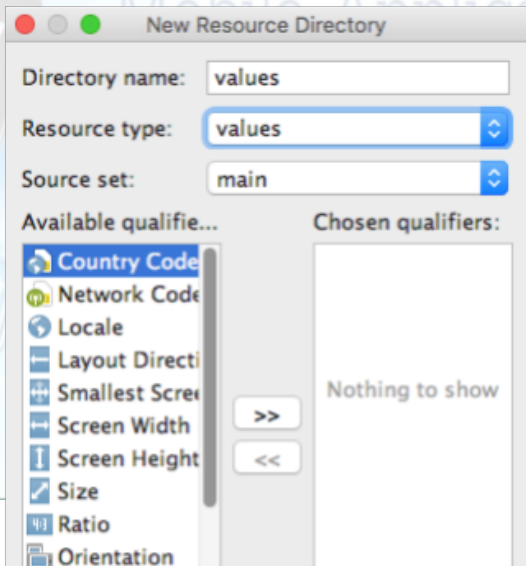 New Resource Directory
Directory name: values
Resource type: values
Source set: main
Available qualifie...
Chosen qualifiers:
Country Code
Network Code
Locale
Layout Directi
Smallest Scree
Screen Width
Screen Height
Size
Ratio
Orientation
>>
<<
Nothing to show